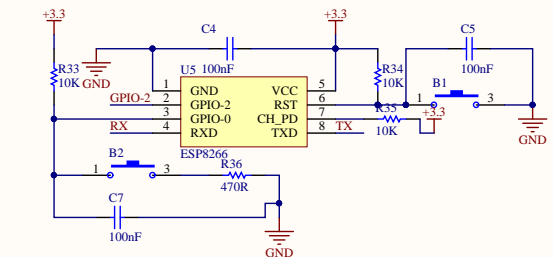 +3.3
C4
+3.3
C5
R33
10K
GND
U5
100nF
R34
10K
100nF
1
GND
VCC
5
B1
GPIO-2
2
GPIO-2
RST
6
1
3
3
GPIO-0
CH_PD
7
R35
+3.3
RX
4
RXD
TXD
8
TX
10K
GND
ESP8266
B2
R36
1
3
470R
C7
100nF
GND